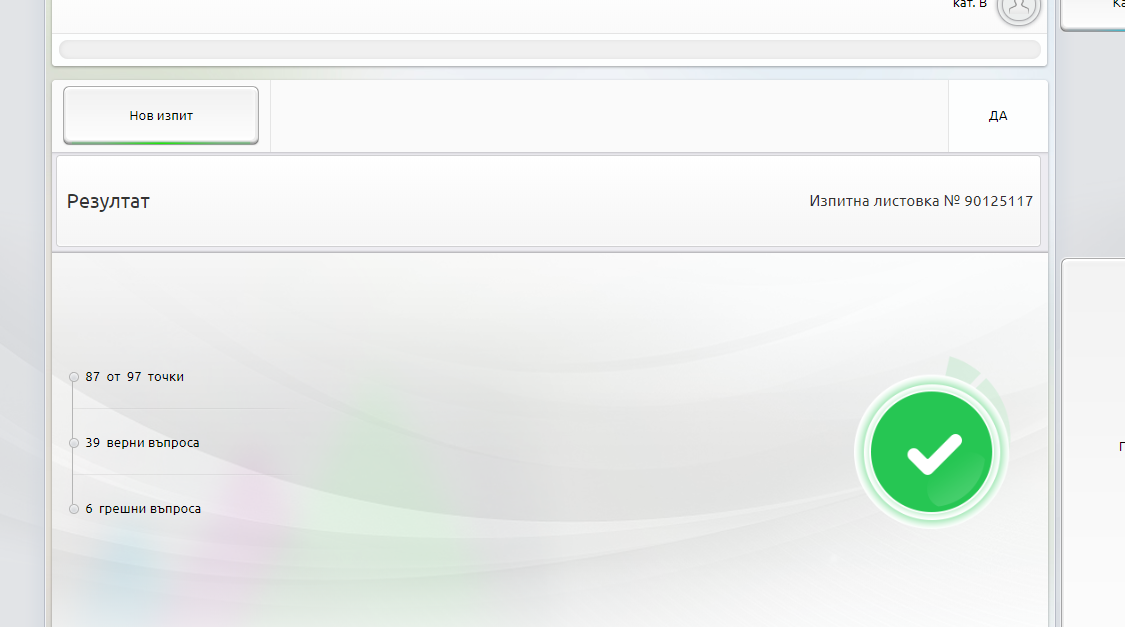 кат. B
Нов изпит
ДА
Резултат
Изпитна листовка № 90125117
87 от 97 точки
39 верни въпроса
6 грешни въпроса